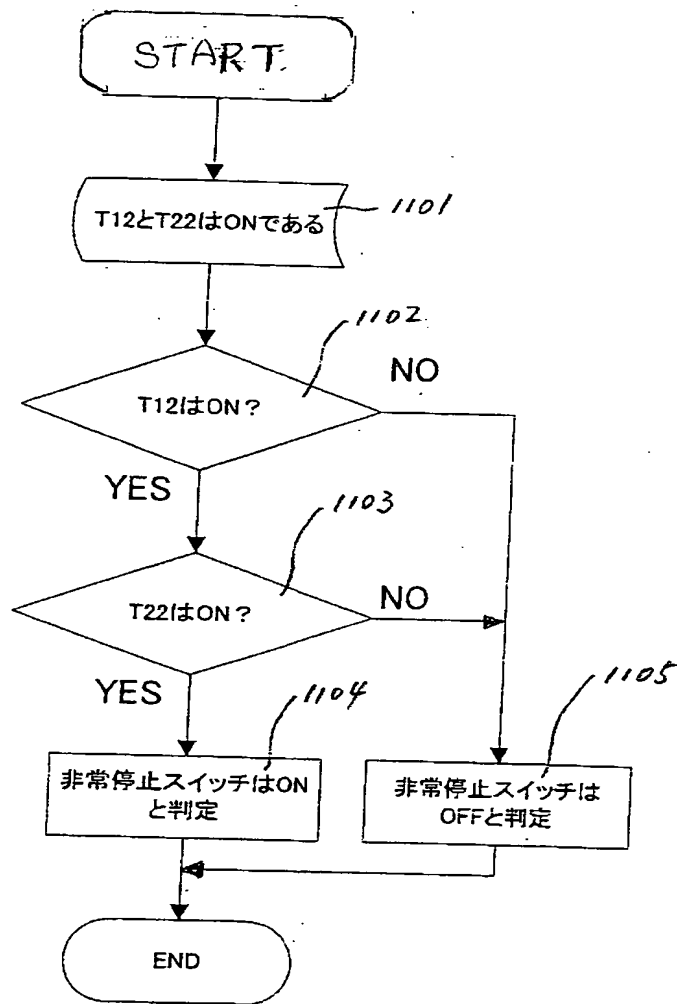 START
T12とT22はONである
1101
1102
T12はON？
NO
YES
1103
T22はON？
NO
YES
1104
1105
非常停止スイッチはON
と判定
非常停止スイッチは
OFFと判定
END